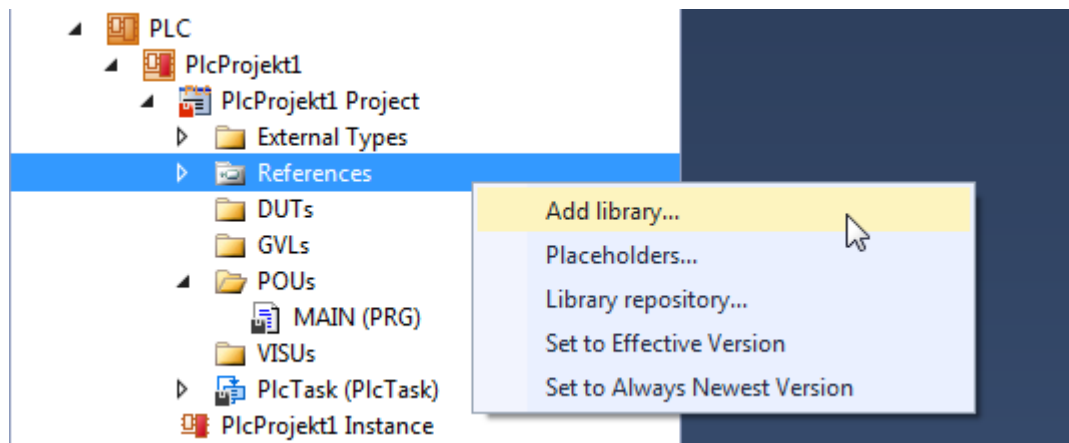 PLC
PlcProjekt1
PlcProjekt1 Project
External Types
References
DUTs
Add library...
GVLs
Placeholders...
POUs
Library repository...
MAIN (PRG)
Set to Effective Version
VISUs
Set to Always Newest Version
PlcTask (PlcTask)
PlcProjekt1 Instance